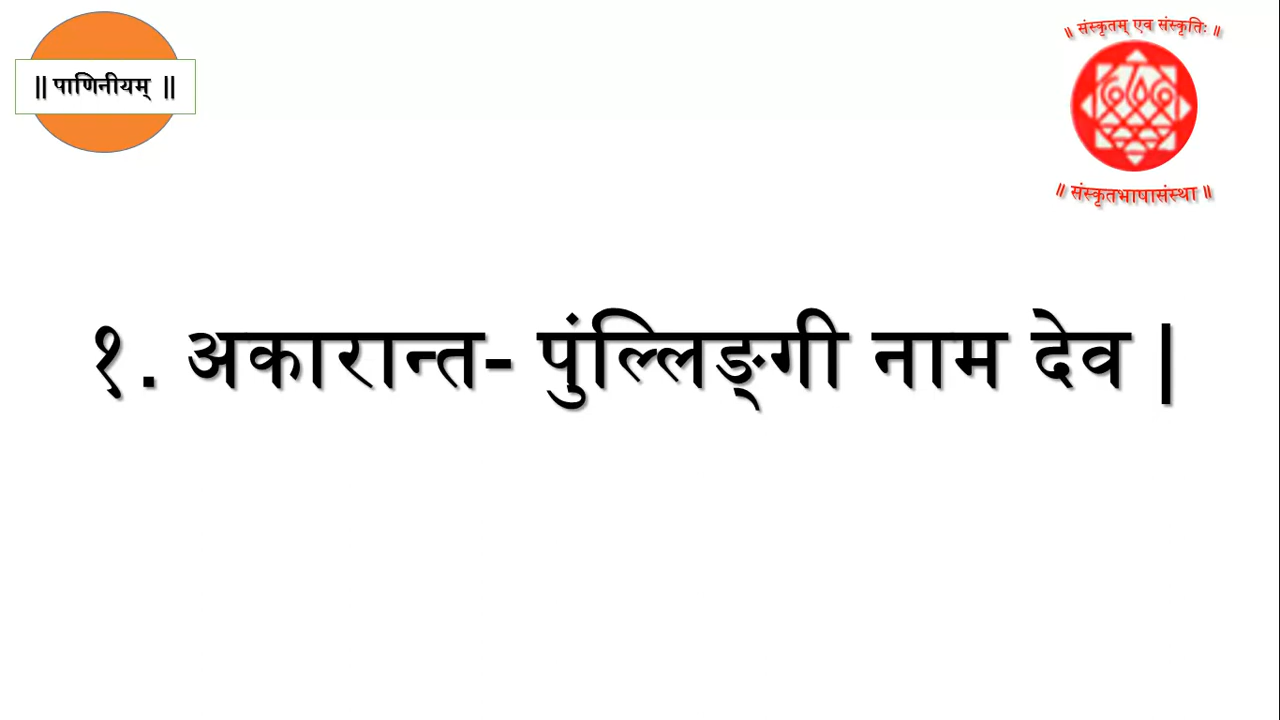 || पाणिनीयम् ||
॥ संस्कृतम् एव संस्कृतिः ॥
॥ संस्कृतभाषासंस्था ॥
१. अकारान्त- पुंल्लिङ्गी नाम देव |